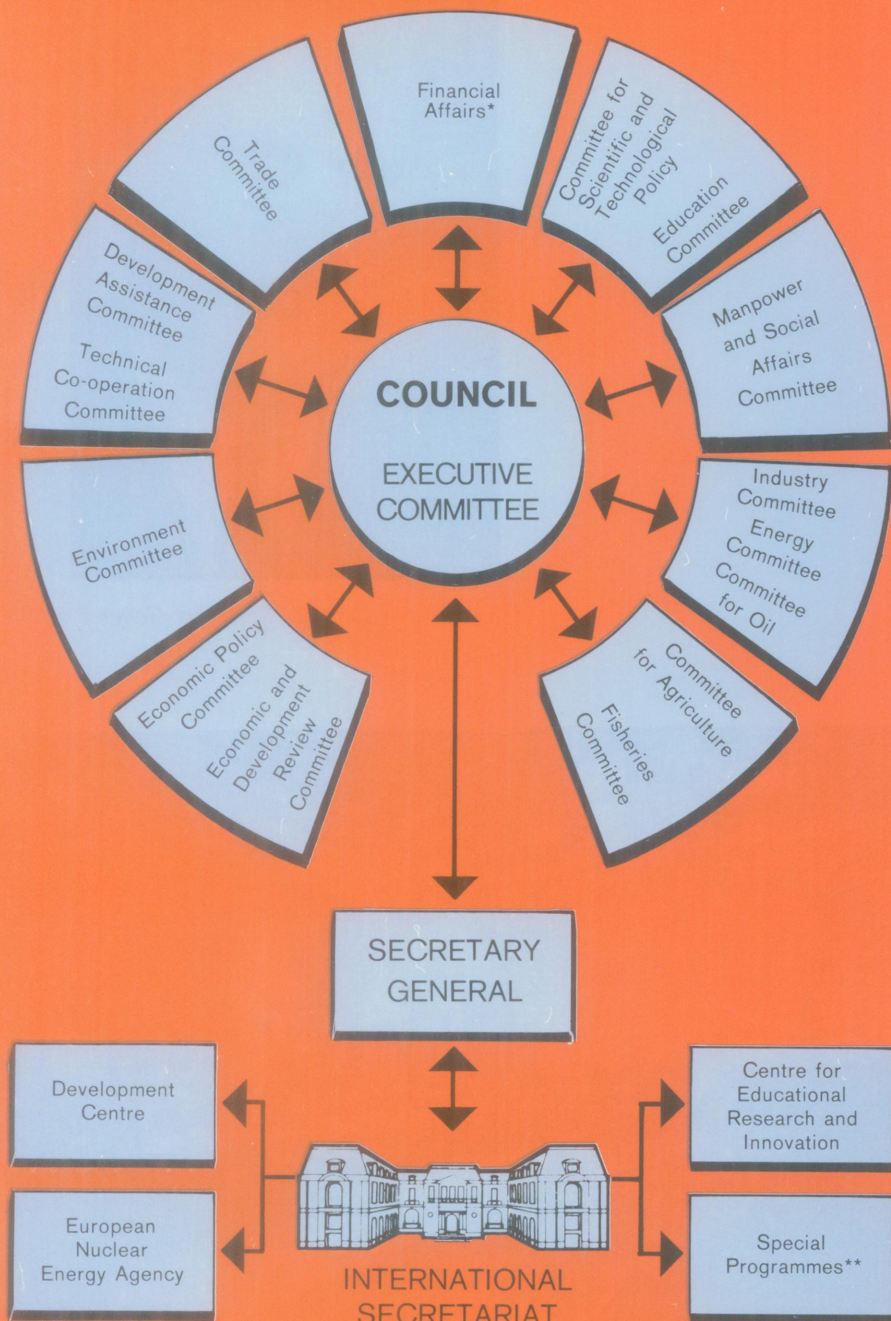 Financial
Affairs*
Trade
Committee
Committee for
Scientific and
Technological
Policy
Education
Committee
Development
Assistance
Committee
Technical
Co-operation
Committee
Manpower
and Social
Affairs
Committee
COUNCIL
EXECUTIVE
COMMITTEE
Environment
Committee
Industry
Committee
Energy
Committee
Committee
for Oil
Economic Policy
Committee
Economic and
Development
Review
Committee
Committee
for Agriculture
Fisheries
Committee
SECRETARY
GENERAL
Development
Centre
Centre for
Educational
Research and
Innovation
European
Nuclear
Energy Agency
Special
Programmes**
INTERNATIONAL
SECRETARIAT